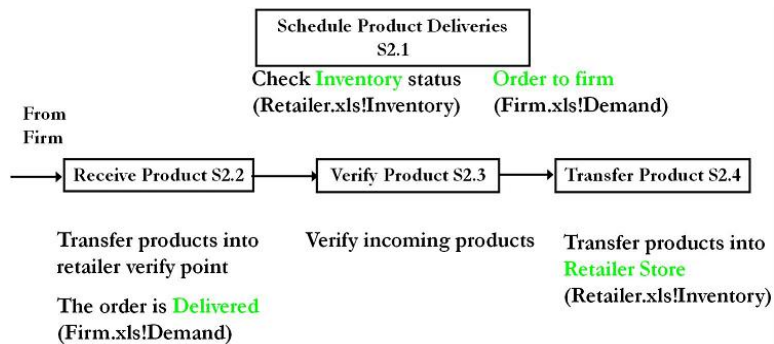 Schedule Product Deliveries
S2.1
Check Inventory status
(Retailer.xls!Inventory)
Order to firm
(Firm.xls!Demand)
From
Firm
Receive Product S2.2
Verify Product S2.3
Transfer Product S2.4
Transfer products into
retailer verify point
The order is Delivered
(Firm.xls!Demand)
Verify incoming products
Transfer products into
Retailer Store
(Retailer.xls!Inventory)